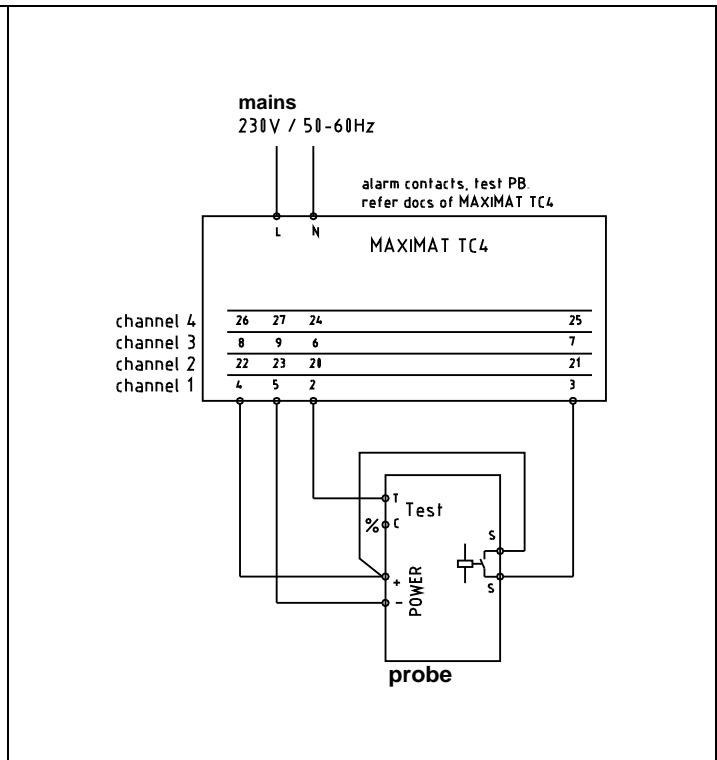 mains
230V / 50-60Hz
alarm contacts, test PB.
refer docs of MAXIMAT TC4
L N
MAXIMAT TC4
channel 4 26 27 24 25
channel 3 8 9 6 7
channel 2 22 23 20 21
channel 1 4 5 2 3
T Test
% C
S
+
S
- POWER
probe